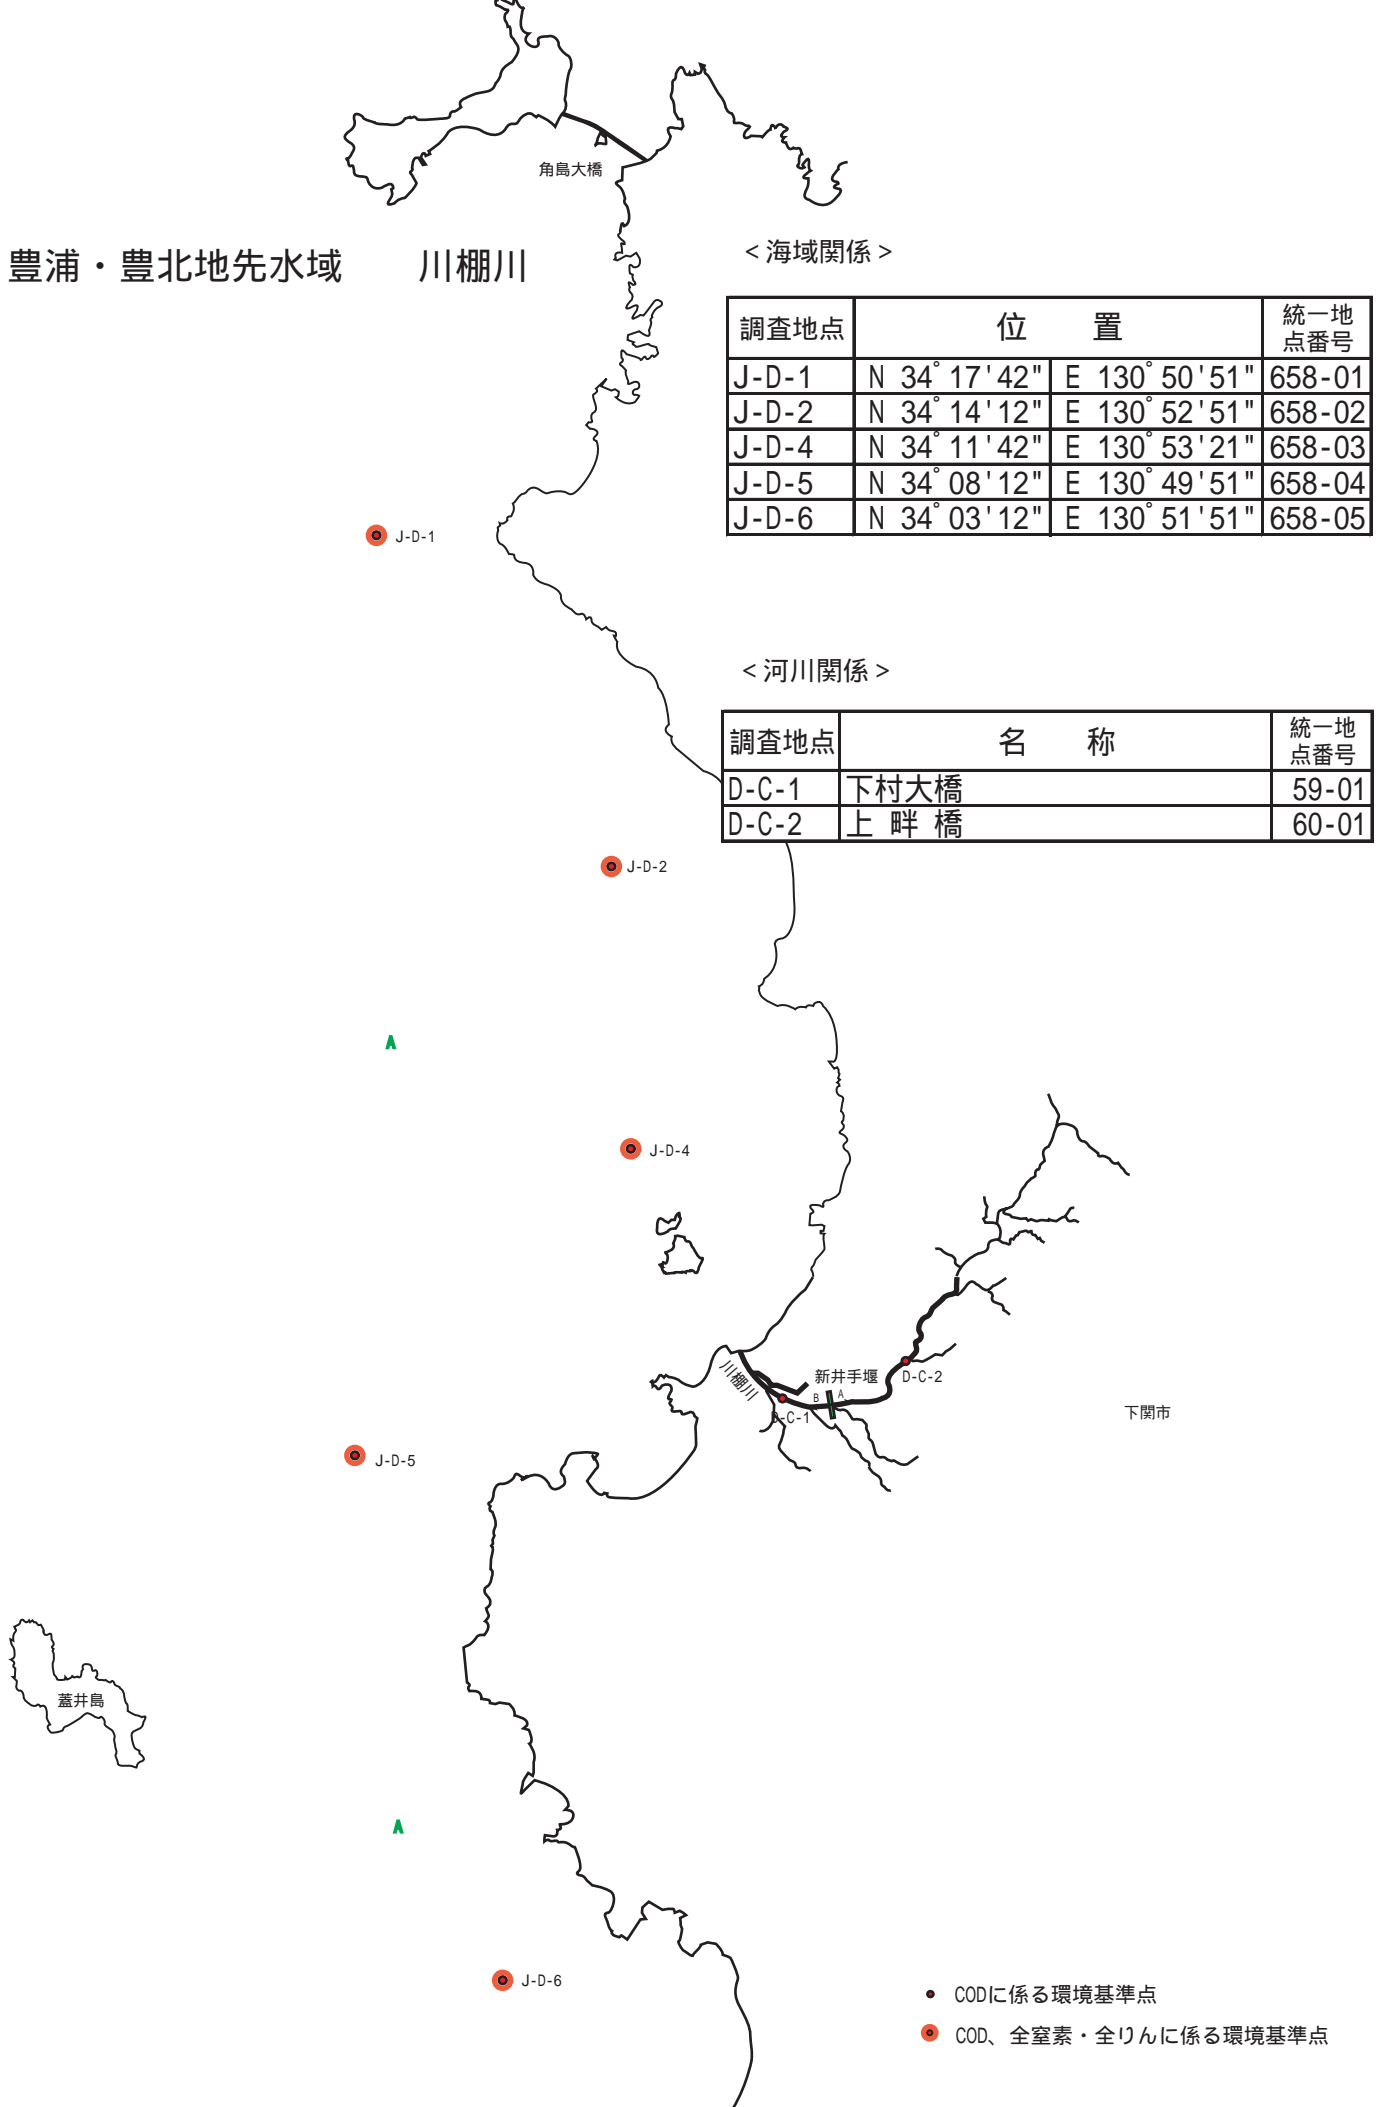 角島大橋
豊浦・豊北地先水域　　川棚川
<海域関係>
調査地点 位　置 統一地点番号
J-D-1 N 34°17'42" E 130°50'51" 658-01
J-D-2 N 34°14'12" E 130°52'51" 658-02
J-D-4 N 34°11'42" E 130°53'21" 658-03
J-D-5 N 34°08'12" E 130°49'51" 658-04
J-D-6 N 34°03'12" E 130°51'51" 658-05
J-D-1
<河川関係>
調査地点 名　称 統一地点番号
D-C-1 下村大橋 59-01
D-C-2 上畔橋 60-01
J-D-2
A
J-D-4
川棚川
新井手堰
D-C-2
B A
D-C-1
下関市
J-D-5
蓋井島
A
J-D-6
CODに係る環境基準点
COD、全窒素・全りんに係る環境基準点